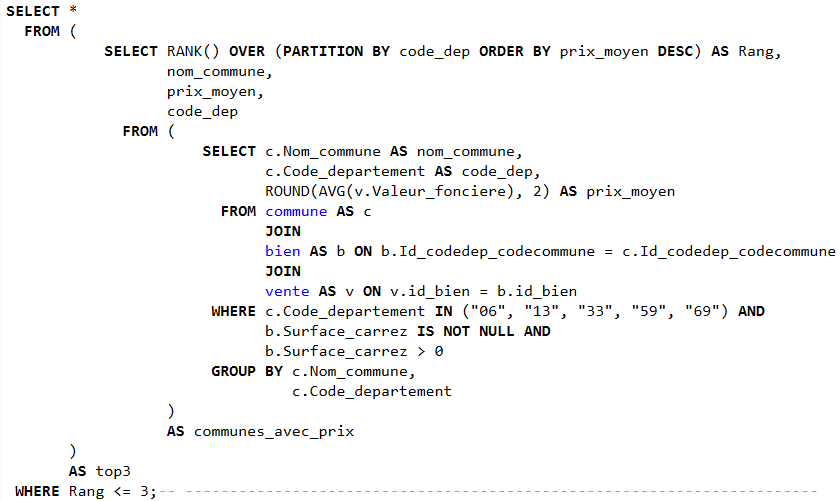 SELECT *
FROM (
SELECT RANK() OVER (PARTITION BY code_dep ORDER BY prix_moyen DESC) AS Rang,
nom_commune,
prix_moyen,
code_dep
FROM (
SELECT c.Nom_commune AS nom_commune,
c.Code_departement AS code_dep,
ROUND(AVG(v.Valeur_fonciere), 2) AS prix_moyen
FROM commune AS c
JOIN
bien AS b ON b.Id_codedep_codecommune = c.Id_codedep_codecommune
JOIN
vente AS v ON v.id_bien = b.id_bien
WHERE c.Code_departement IN ("06", "13", "33", "59", "69") AND
b.Surface_carrez IS NOT NULL AND
b.Surface_carrez > 0
GROUP BY c.Nom_commune,
c.Code_departement
)
AS communes_avec_prix
)
AS top3
WHERE Rang <= 3;-- ------------------------------------------------------------------------